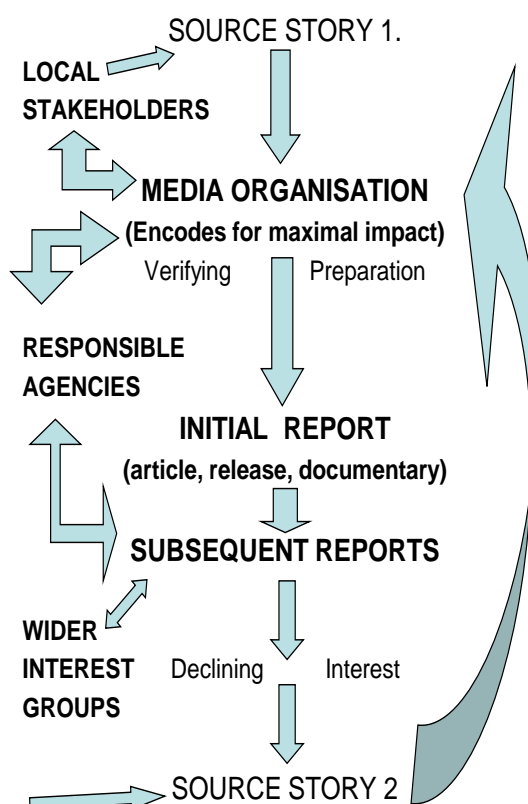 SOURCE STORY 1.
LOCAL
STAKEHOLDERS
MEDIA ORGANISATION
(Encodes for maximal impact)
Verifying Preparation
RESPONSIBLE
AGENCIES
INITIAL REPORT
(article, release, documentary)
SUBSEQUENT REPORTS
WIDER
INTEREST
GROUPS
Declining Interest
SOURCE STORY 2